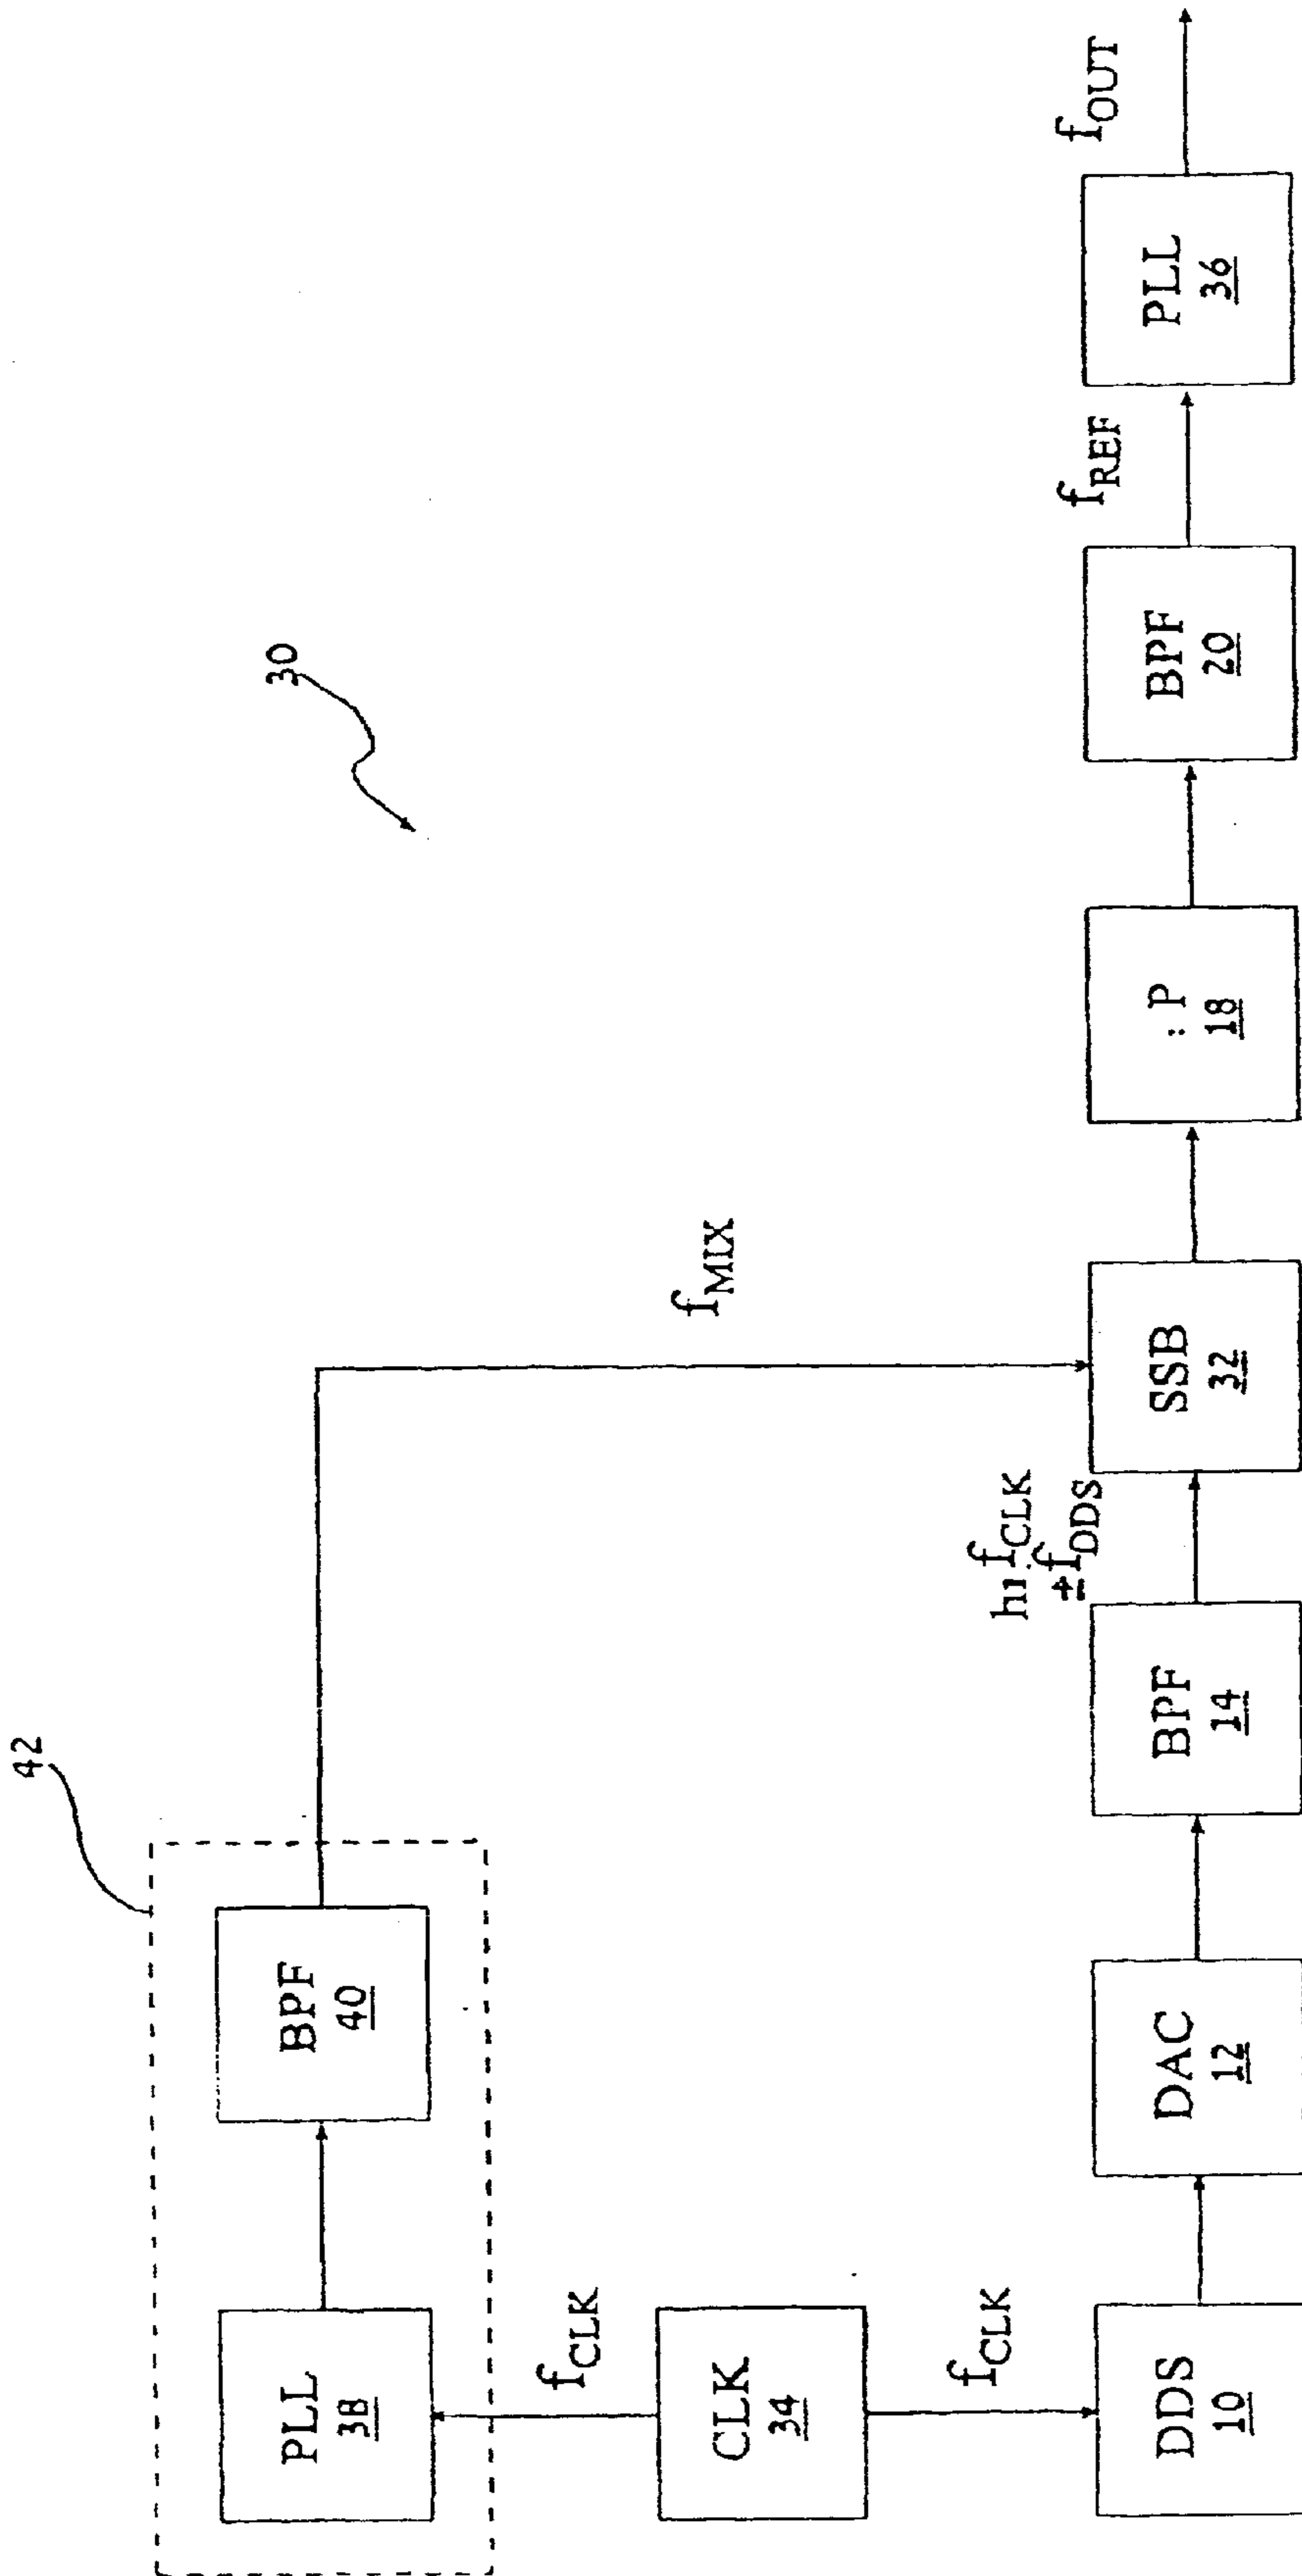 42
30
PLL
38
BPF
40
f_CLK
CLK
34
f_CLK
f_MIX
DDS
10
DAC
12
BPF
14
hi f_CLK
± f_DDS
SSB
32
: P
18
BPF
20
f_REF
PLL
36
f_OUT